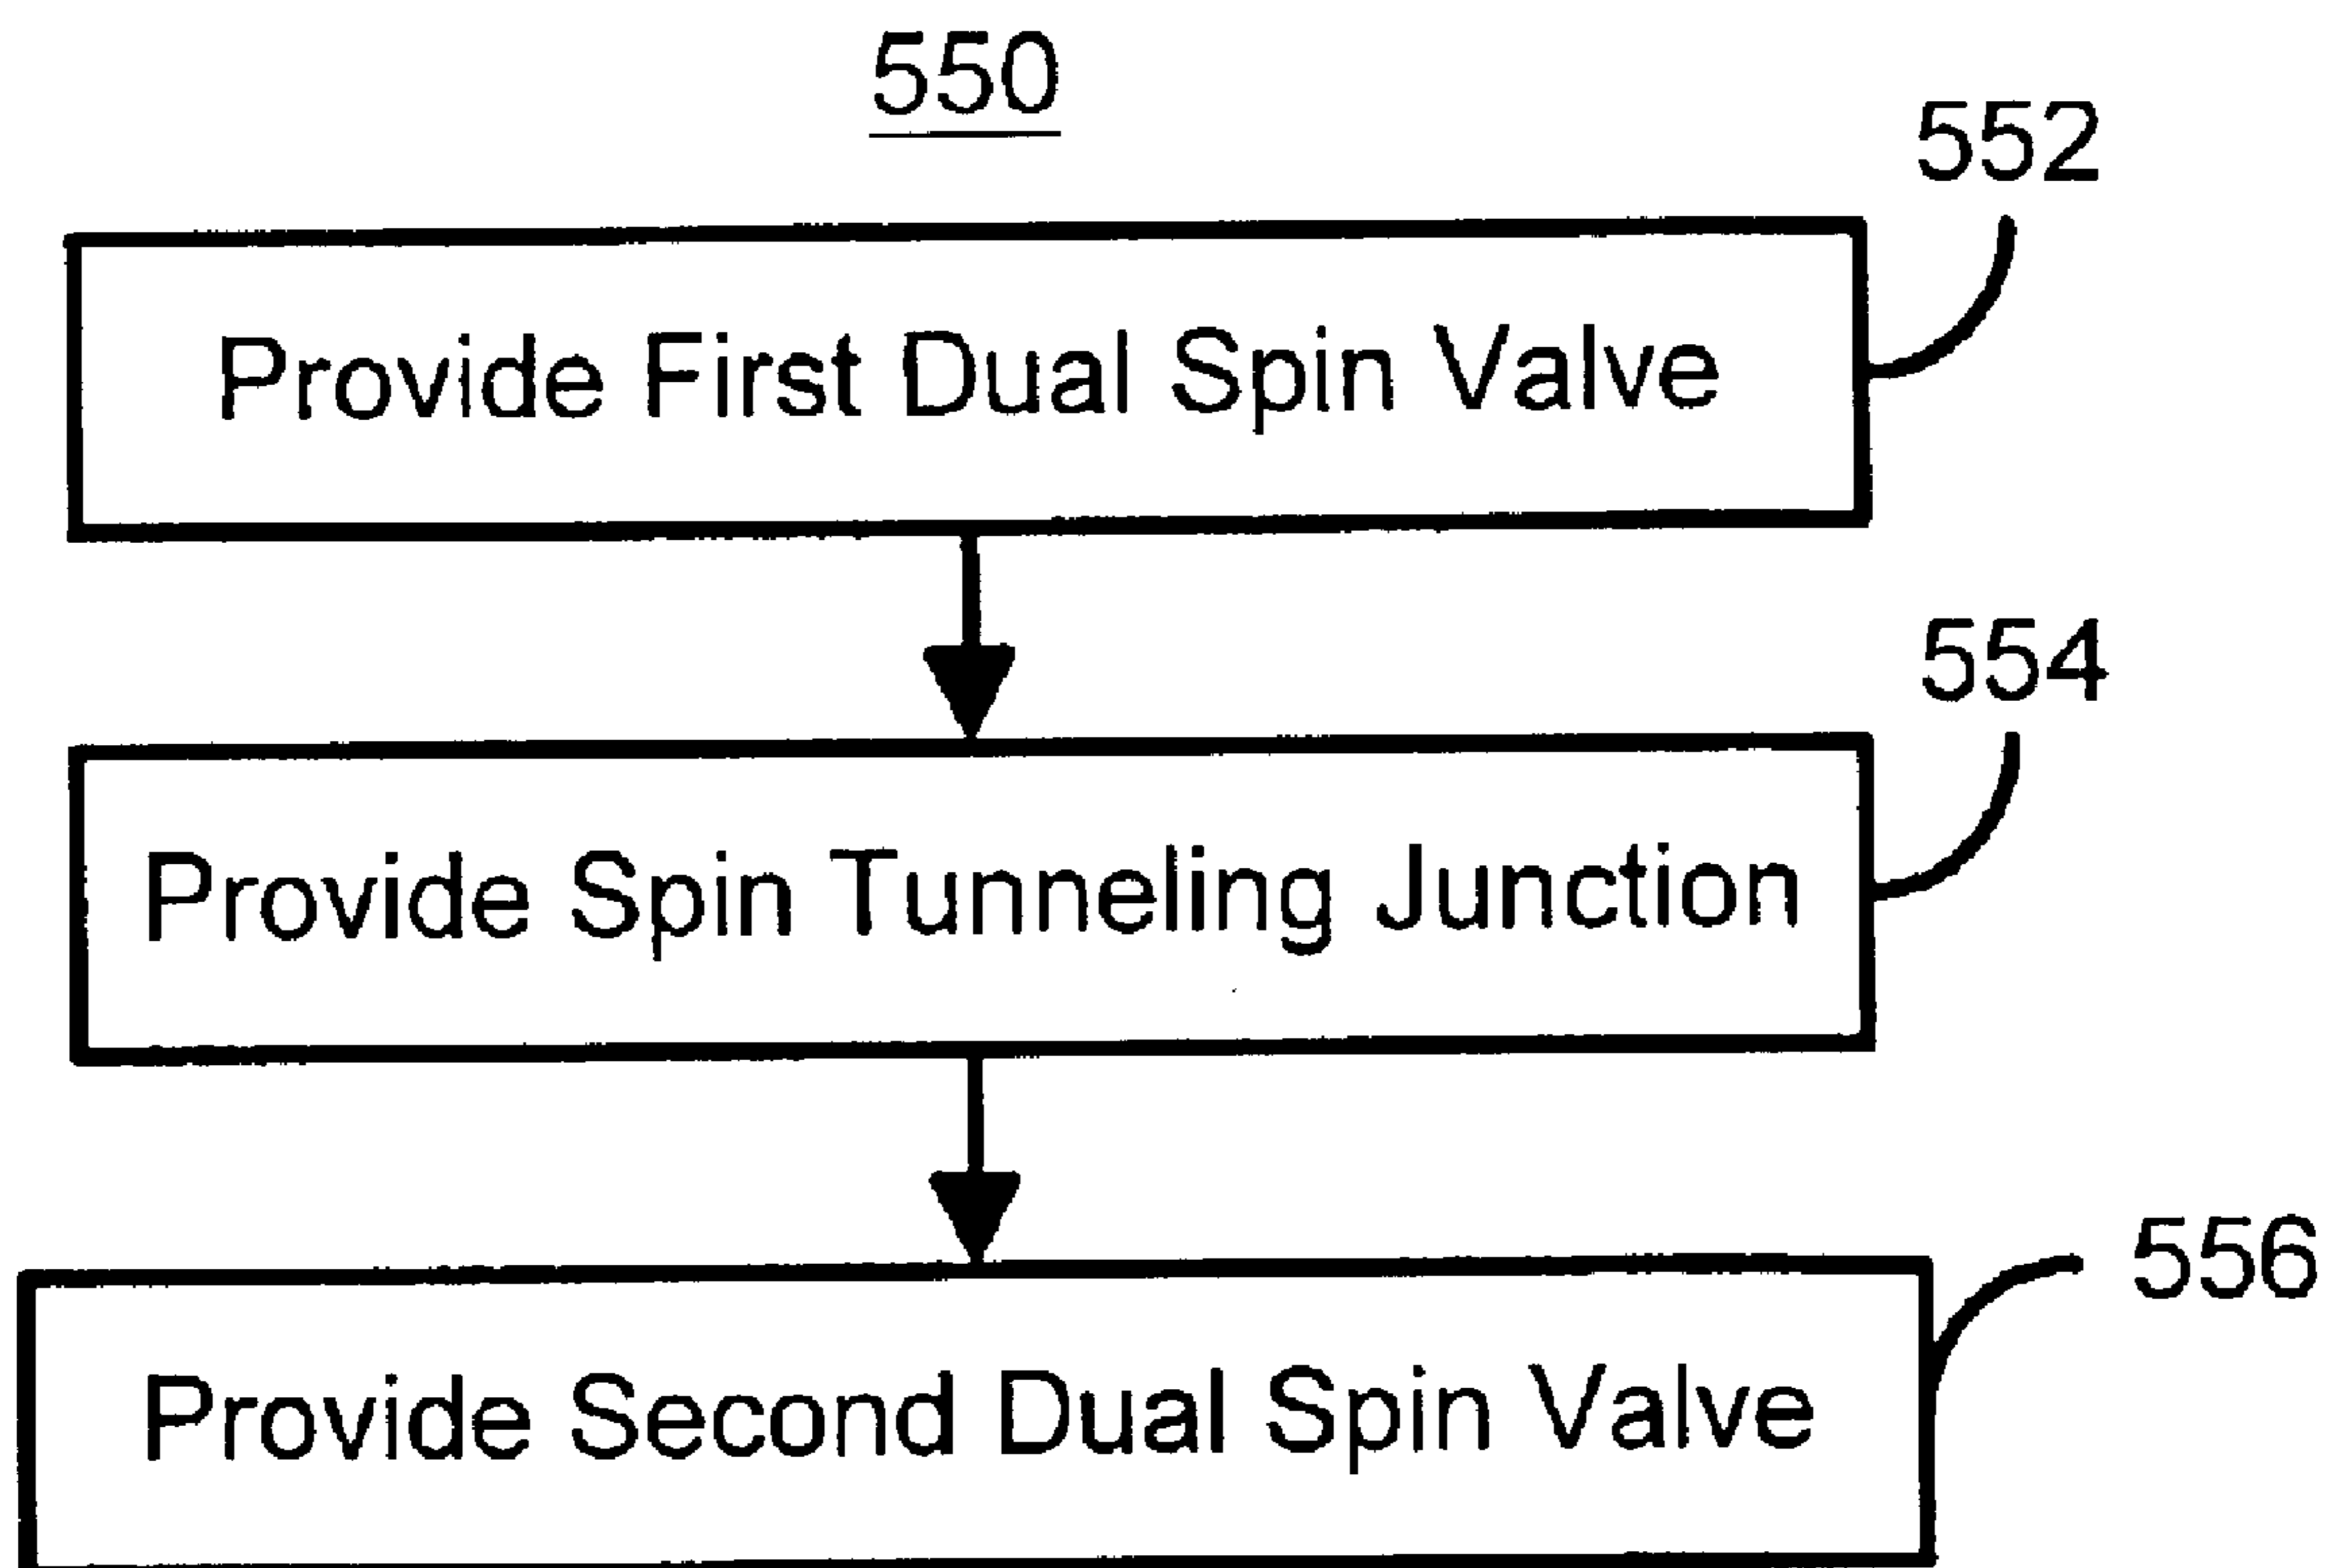 550
552
Provide First Dual Spin Valve
554
Provide Spin Tunneling Junction
556
Provide Second Dual Spin Valve